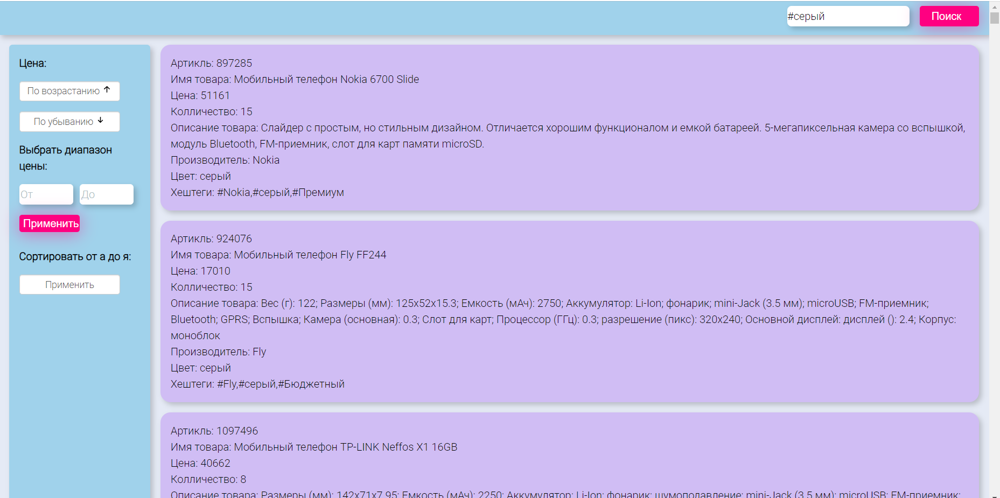 #серый
Поиск
Цена:
По возрастанию ↑
По убыванию ↓
Выбрать диапазон
цены:
От
До
Применить
Сортировать от а до я:
Применить
Артикль: 897285
Имя товара: Мобильный телефон Nokia 6700 Slide
Цена: 51161
Колличество: 15
Описание товара: Слайдер с простым, но стильным дизайном. Отличается хорошим функционалом и емкой батареей. 5-мегапиксельная камера со вспышкой,
модуль Bluetooth, FM-приемник, слот для карт памяти microSD.
Производитель: Nokia
Цвет: серый
Хештеги: #Nokia,#серый,#Премиум
Артикль: 924076
Имя товара: Мобильный телефон Fly FF244
Цена: 17010
Колличество: 15
Описание товара: Вес (г): 122; Размеры (мм): 125x52x15.3; Емкость (мАч): 2750; Аккумулятор: Li-Ion; фонарик; mini-Jack (3.5 мм); microUSB; FM-приемник;
Bluetooth; GPRS; Вспышка; Камера (основная): 0.3; Слот для карт; Процессор (ГГц): 0.3; разрешение (пикс): 320x240; Основной дисплей: дисплей (): 2.4; Корпус:
моноблок
Производитель: Fly
Цвет: серый
Хештеги: #Fly,#серый,#Бюджетный
Артикль: 1097496
Имя товара: Мобильный телефон TP-LINK Neffos X1 16GB
Цена: 40662
Колличество: 8
Описание товара: Размеры (мм): 142x71x7.95; Емкость (мАч): 2250; Аккумулятор: Li-Ion; фонарик; шумоподавление; mini-Jack (3.5 мм); microUSB; FM-приемник;